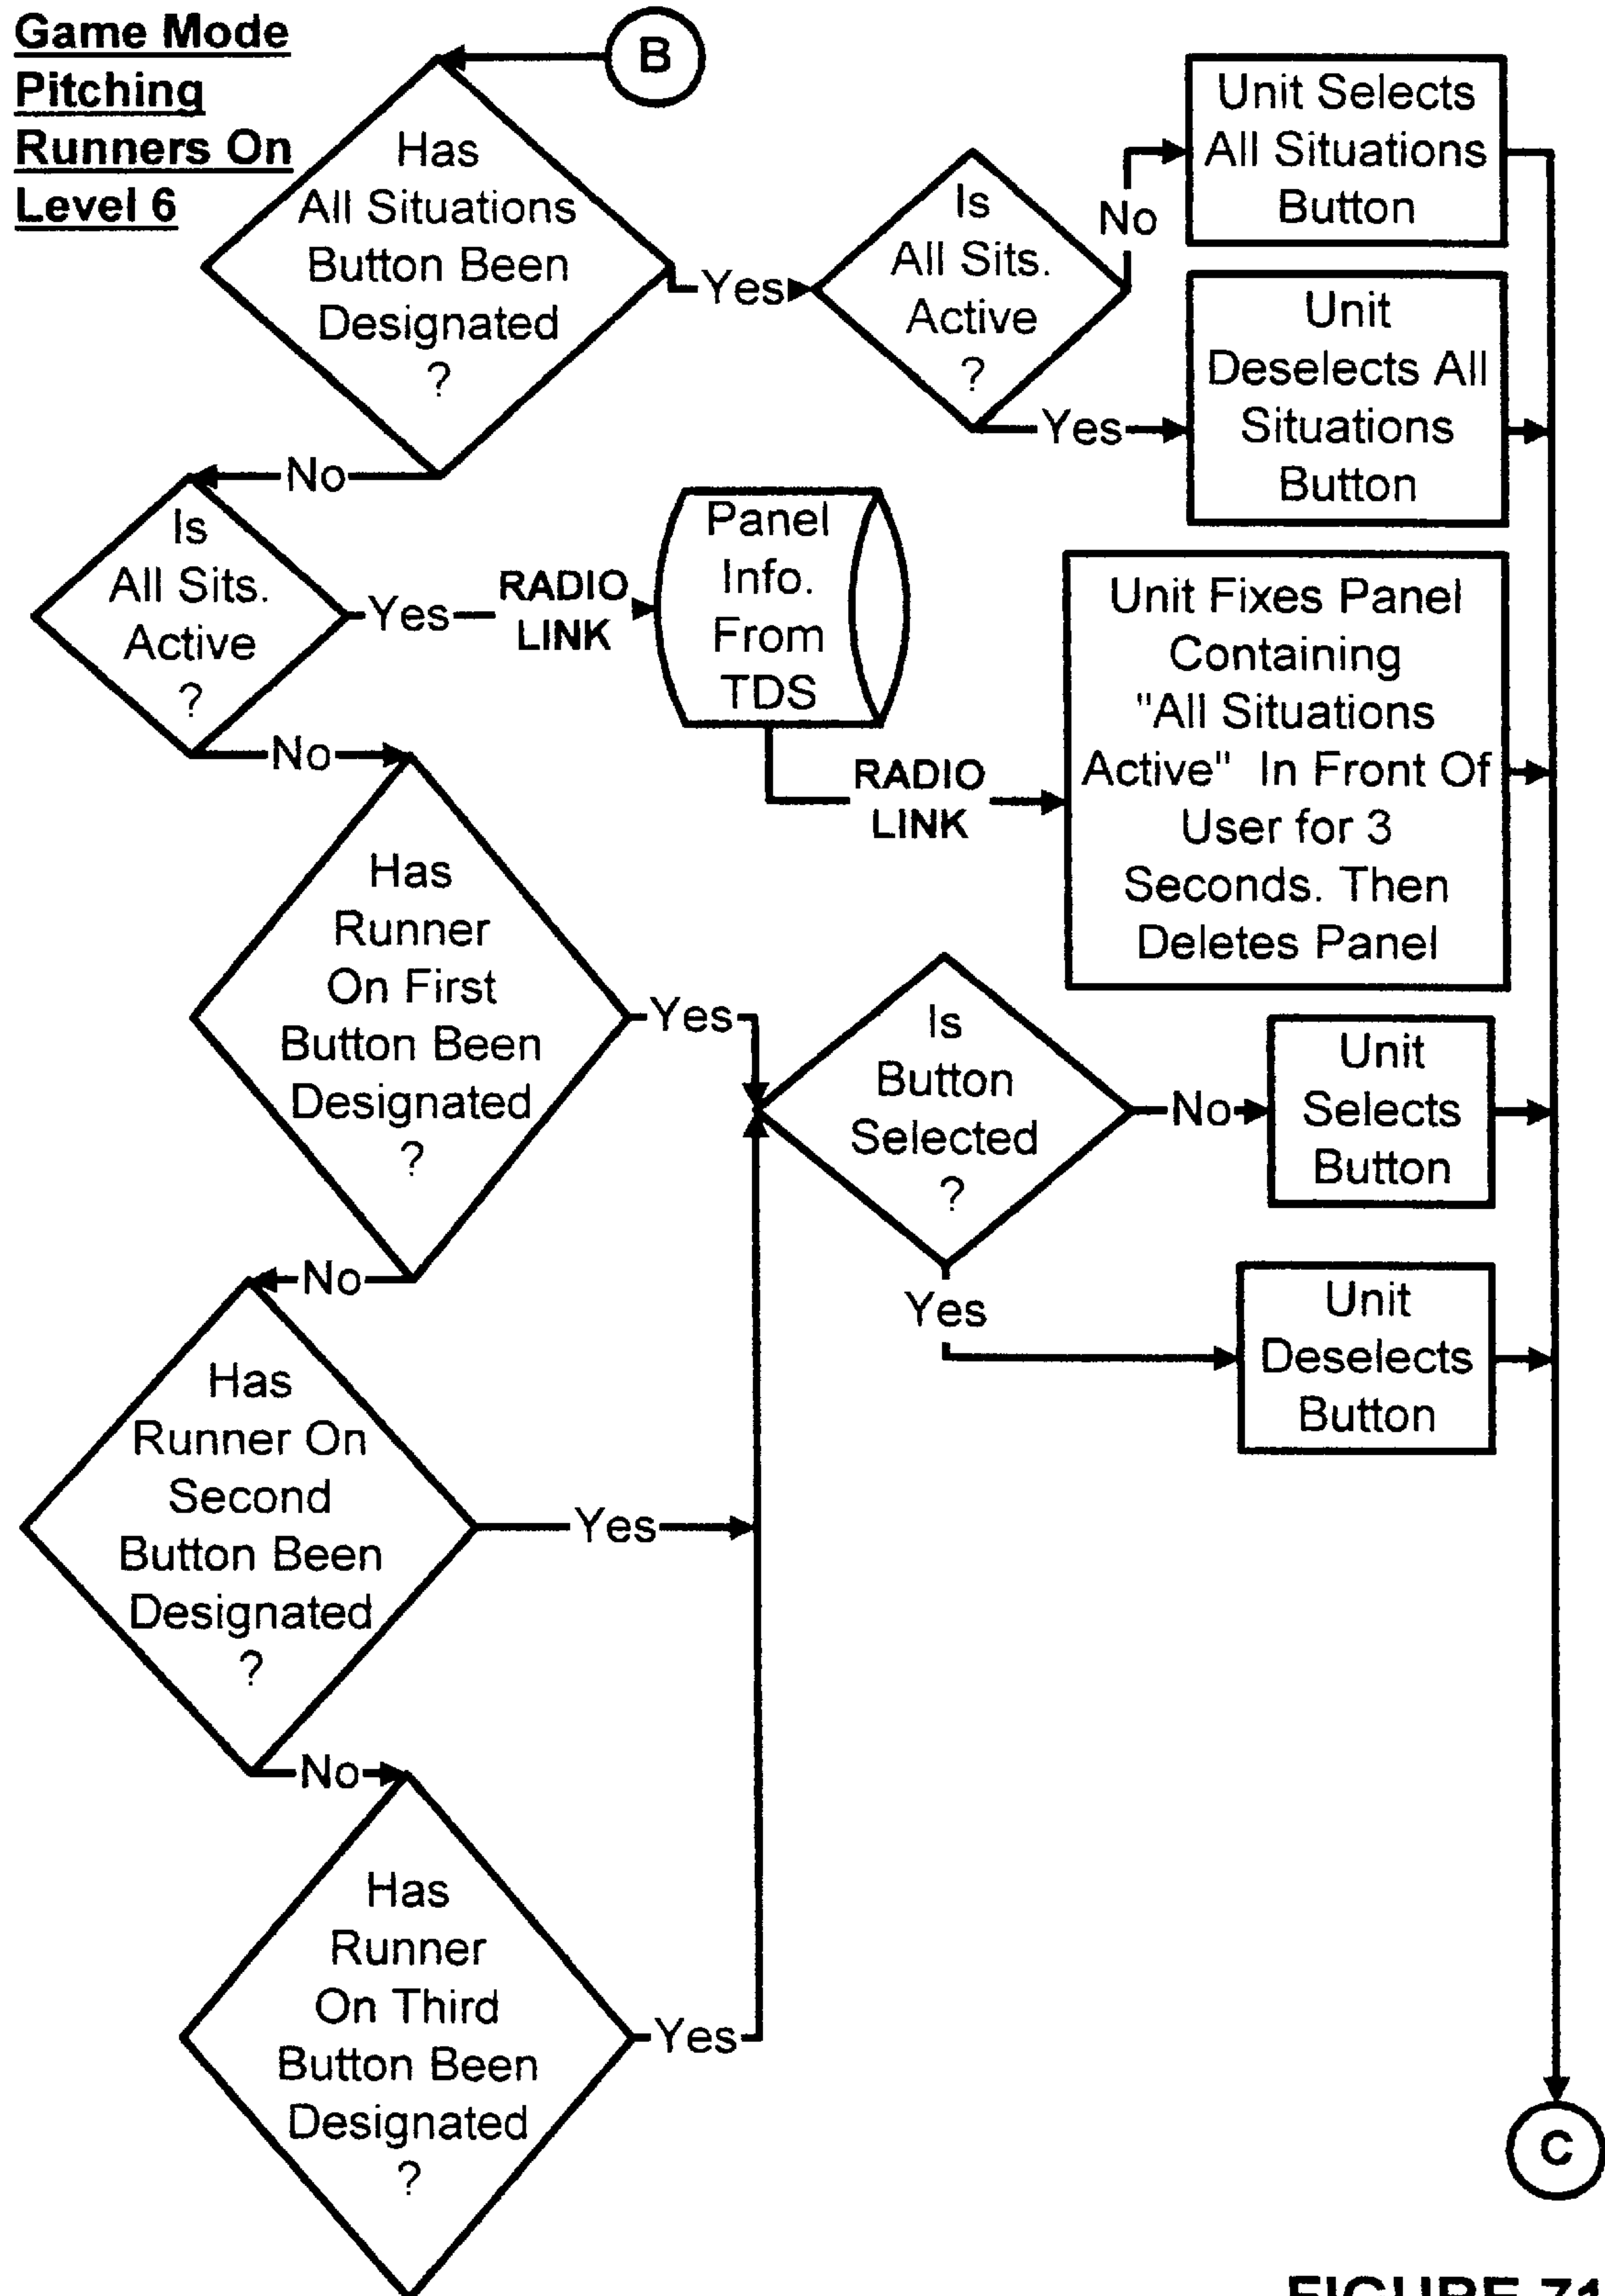 Game Mode
Pitching
Runners On
Level 6
B
Has
All Situations
Button Been
Designated
?
Yes
Is
All Sits.
Active
?
No
Unit Selects
All Situations
Button
Yes
Unit
Deselects All
Situations
Button
No
Is
All Sits.
Active
?
Yes
RADIO
LINK
Panel
Info.
From
TDS
RADIO
LINK
Unit Fixes Panel
Containing
"All Situations
Active" In Front Of
User for 3
Seconds. Then
Deletes Panel
No
Has
Runner
On First
Button Been
Designated
?
Yes
Is
Button
Selected
?
No
Unit
Selects
Button
Yes
Unit
Deselects
Button
No
Has
Runner On
Second
Button Been
Designated
?
Yes
No
Has
Runner
On Third
Button Been
Designated
?
Yes
C
FIGURE 71